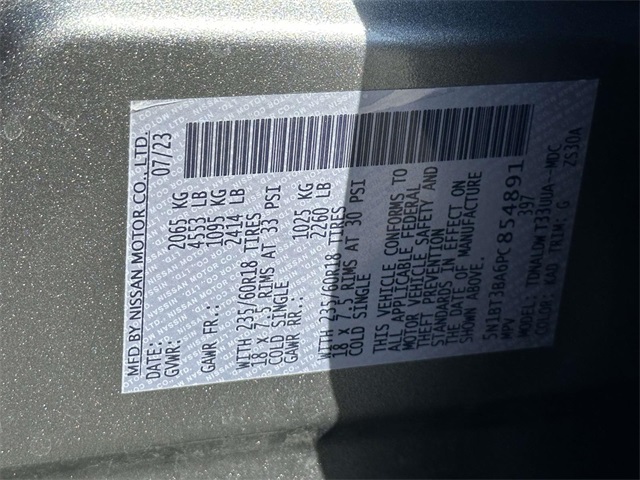 MFD BY NISSAN MOTOR CO., LTD.
DATE: 07/23
GVWR: 2065 KG
4553 LB
GAWR FR.: 1095 KG
2414 LB
WITH 235/60R18 TIRES
18 X 7.5 RIMS AT 33 PSI
COLD SINGLE
GAWR RR.: 1025 KG
2260 LB
WITH 235/60R18 TIRES
18 X 7.5 RIMS AT 30 PSI
COLD SINGLE
THIS VEHICLE CONFORMS TO
ALL APPLICABLE FEDERAL
MOTOR VEHICLE SAFETY AND
THEFT PREVENTION
STANDARDS IN EFFECT ON
THE DATE OF MANUFACTURE
SHOWN ABOVE.
5N1BT3BA6PC854891
MPV 397
MODEL: T33UUA--MDC
COLOR: KAD TRIM: G ZS30A